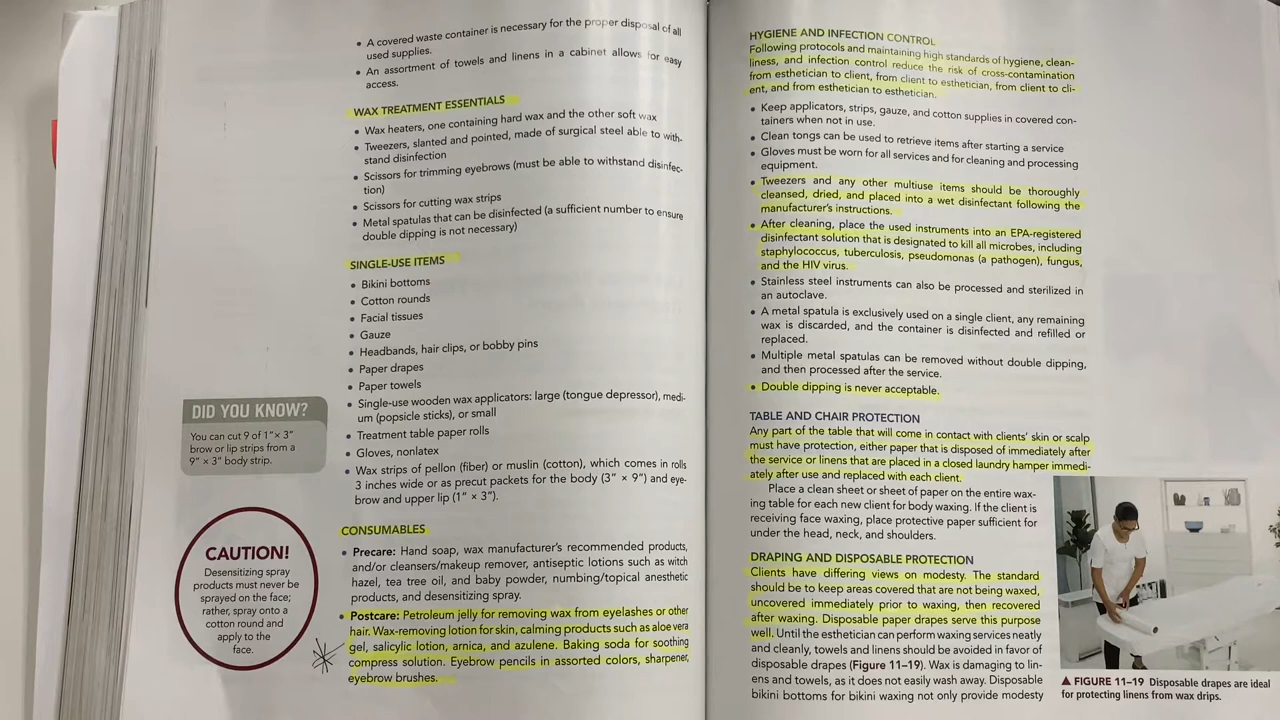 • A covered waste container is necessary for the proper disposal of all
used supplies.
• An assortment of towels and linens in a cabinet allows for easy
access.
WAX TREATMENT ESSENTIALS
• Wax heaters, one containing hard wax and the other soft wax
• Tweezers, slanted and pointed, made of surgical steel able to with-
stand disinfection
• Scissors for trimming eyebrows (must be able to withstand disinfec-
tion)
• Scissors for cutting wax strips
• Metal spatulas that can be disinfected (a sufficient number to ensure
double dipping is not necessary)
SINGLE-USE ITEMS
• Bikini bottoms
• Cotton rounds
• Facial tissues
• Gauze
• Headbands, hair clips, or bobby pins
• Paper drapes
• Paper towels
• Single-use wooden wax applicators: large (tongue depressor), medi-
um (popsicle sticks), or small
• Treatment table paper rolls
• Gloves, nonlatex
• Wax strips of pellon (fiber) or muslin (cotton), which comes in rolls
3 inches wide or as precut packets for the body (3" × 9") and eye-
brow and upper lip (1" × 3").
CONSUMABLES
• Precare: Hand soap, wax manufacturer's recommended products,
and/or cleansers/makeup remover, antiseptic lotions such as witch
hazel, tea tree oil, and baby powder, numbing/topical anesthetic
products, and desensitizing spray.
• Postcare: Petroleum jelly for removing wax from eyelashes or other
hair. Wax-removing lotion for skin, calming products such as aloe vera
gel, salicylic lotion, arnica, and azulene. Baking soda for soothing
compress solution. Eyebrow pencils in assorted colors, sharpener,
eyebrow brushes.
DID YOU KNOW?
You can cut 9 of 1"× 3"
brow or lip strips from a
9" × 3" body strip.
CAUTION!
Desensitizing spray
products must never be
sprayed on the face;
rather, spray onto a
cotton round and
apply to the
face.
HYGIENE AND INFECTION CONTROL
Following protocols and maintaining high standards of hygiene, clean-
liness, and infection control reduce the risk of cross-contamination
from esthetician to client, from client to esthetician, from client to cli-
ent, and from esthetician to esthetician.
• Keep applicators, strips, gauze, and cotton supplies in covered con-
tainers when not in use.
• Clean tongs can be used to retrieve items after starting a service
• Gloves must be worn for all services and for cleaning and processing
equipment.
• Tweezers and any other multiuse items should be thoroughly
cleansed, dried, and placed into a wet disinfectant following the
manufacturer's instructions.
• After cleaning, place the used instruments into an EPA-registered
disinfectant solution that is designated to kill all microbes, including
staphylococcus, tuberculosis, pseudomonas (a pathogen), fungus,
and the HIV virus.
• Stainless steel instruments can also be processed and sterilized in
an autoclave.
• A metal spatula is exclusively used on a single client, any remaining
wax is discarded, and the container is disinfected and refilled or
replaced.
• Multiple metal spatulas can be removed without double dipping,
and then processed after the service.
• Double dipping is never acceptable.
TABLE AND CHAIR PROTECTION
Any part of the table that will come in contact with clients' skin or scalp
must have protection, either paper that is disposed of immediately after
the service or linens that are placed in a closed laundry hamper immedi-
ately after use and replaced with each client.
Place a clean sheet or sheet of paper on the entire wax-
ing table for each new client for body waxing. If the client is
receiving face waxing, place protective paper sufficient for
under the head, neck, and shoulders.
DRAPING AND DISPOSABLE PROTECTION
Clients have differing views on modesty. The standard
should be to keep areas covered that are not being waxed,
uncovered immediately prior to waxing, then recovered
after waxing. Disposable paper drapes serve this purpose
well. Until the esthetician can perform waxing services neatly
and cleanly, towels and linens should be avoided in favor of
disposable drapes (Figure 11–19). Wax is damaging to lin-
ens and towels, as it does not easily wash away. Disposable
bikini bottoms for bikini waxing not only provide modesty
▲ FIGURE 11–19 Disposable drapes are ideal
for protecting linens from wax drips.